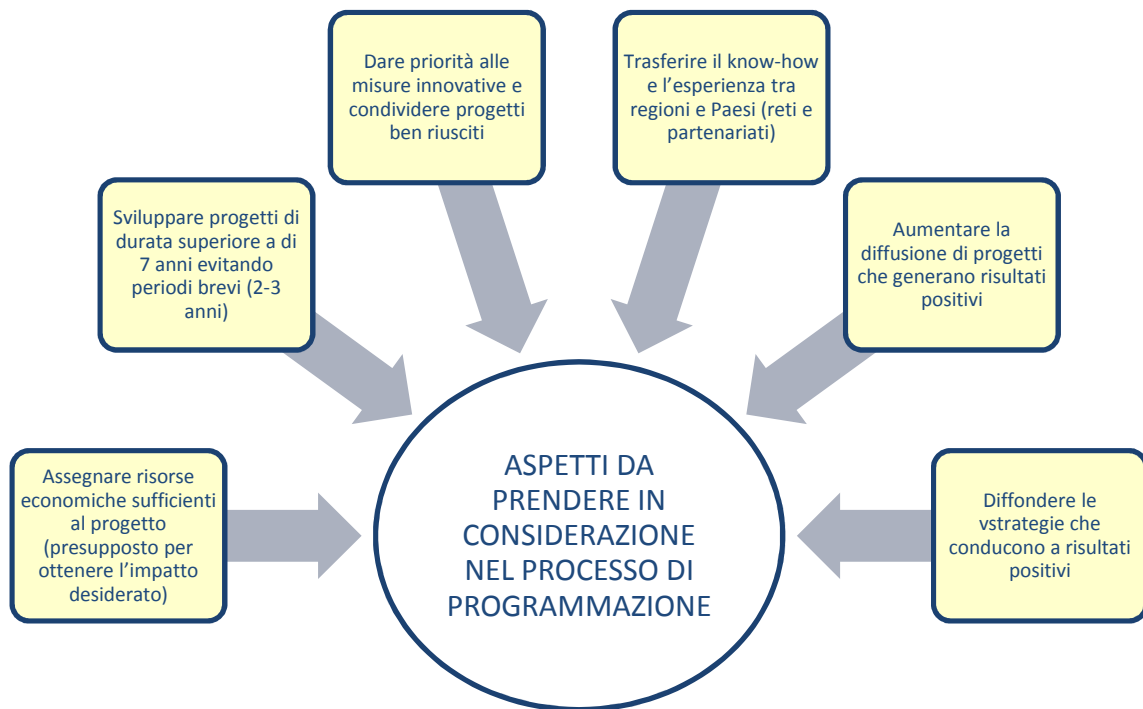 Dare priorità alle
misure innovative e
condividere progetti
ben riusciti
Trasferire il know-how
e l’esperienza tra
regioni e Paesi (reti e
partenariati)
Sviluppare progetti di
durata superiore a di
7 anni evitando
periodi brevi (2-3
anni)
Aumentare la
diffusione di progetti
che generano risultati
positivi
Assegnare risorse
economiche sufficienti
al progetto
(presupposto per
ottenere l’impatto
desiderato)
ASPETTI DA
PRENDERE IN
CONSIDERAZIONE
NEL PROCESSO DI
PROGRAMMAZIONE
Diffondere le
vstrategie che
conducono a risultati
positivi